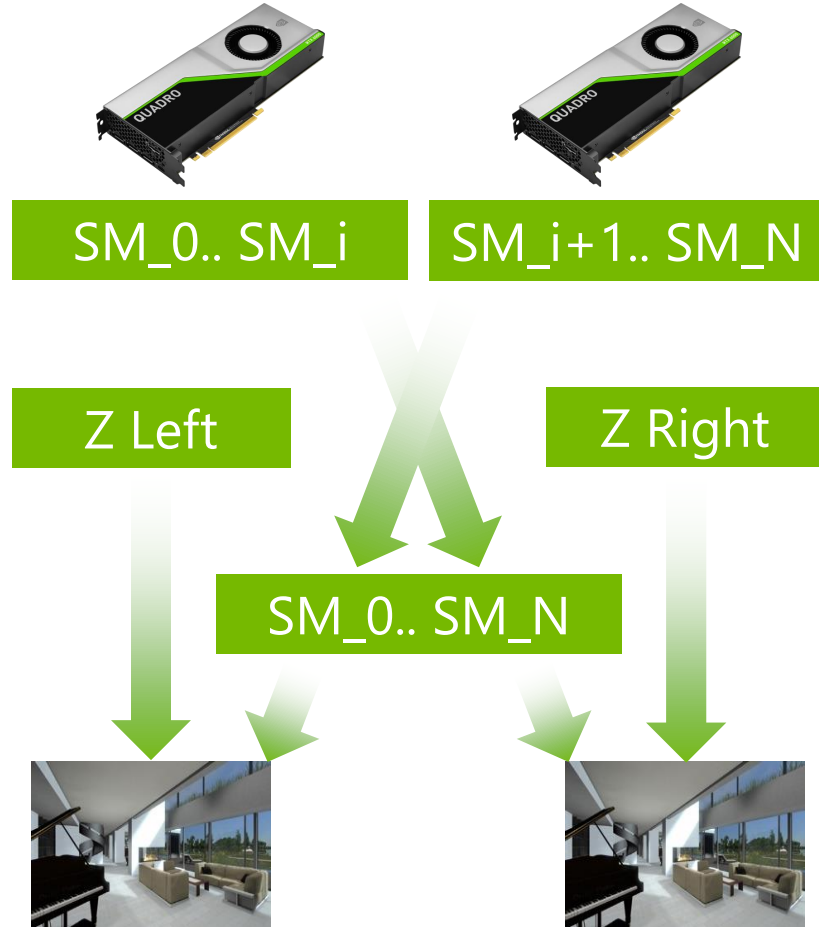 QUADRO
QUADRO
SM_0.. SM_i
SM_i+1.. SM_N
Z Left
Z Right
SM_0.. SM_N